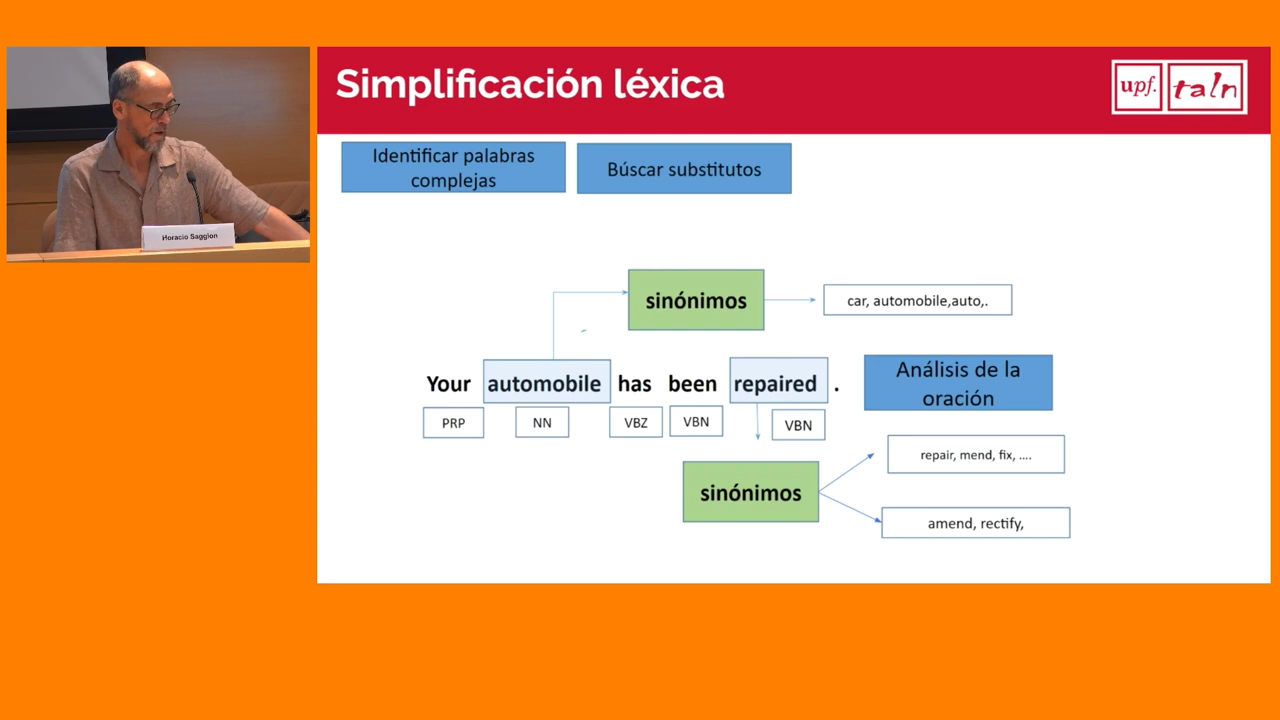 Simplificación léxica
upf.
taln
Identificar palabras
complejas
Búscar substitutos
Horacio Saggion
sinónimos
car, automobile,auto,.
Your automobile has been repaired .
Análisis de la
oración
PRP
NN
VBZ
VBN
VBN
repair, mend, fix, ....
sinónimos
amend, rectify,